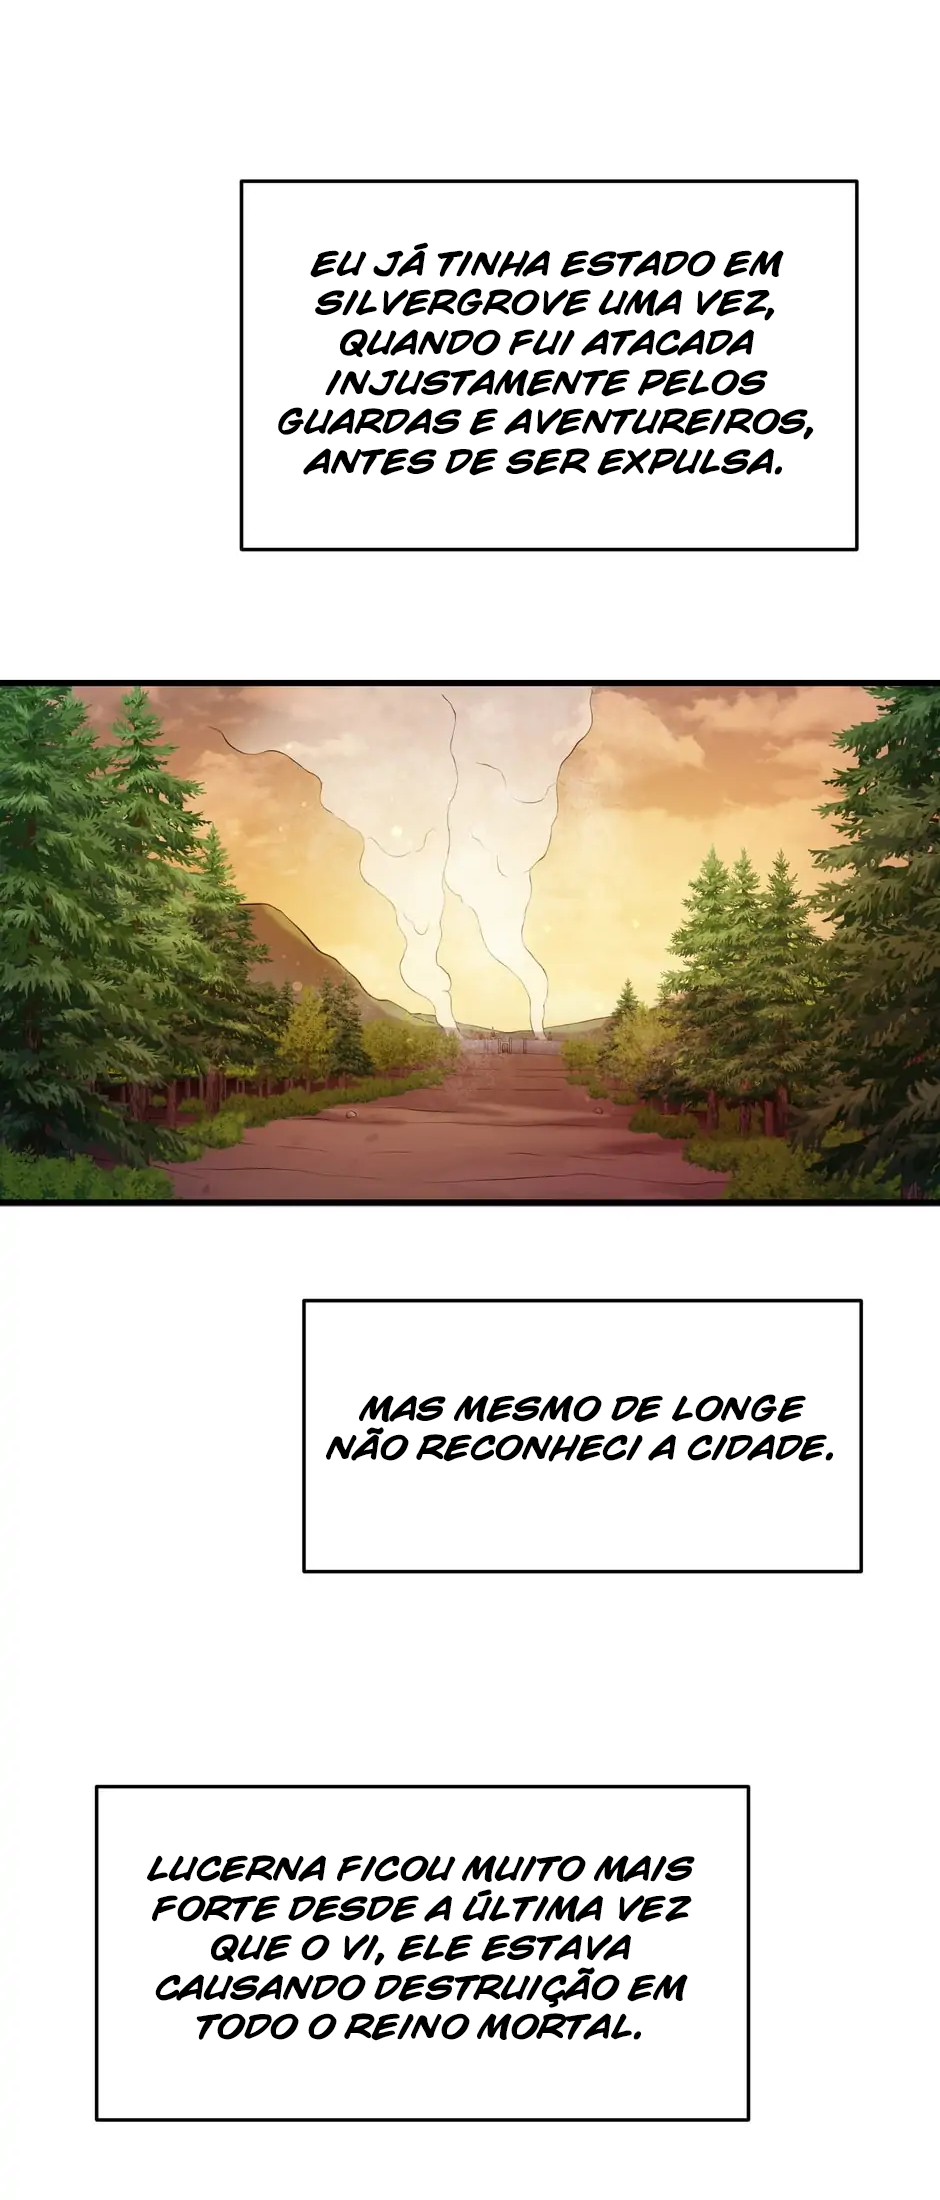 EU JÁ TINHA ESTADO EM
SILVERGROVE UMA VEZ,
QUANDO FUI ATACADA
INJUSTAMENTE PELOS
GUARDAS E AVENTUREIROS,
ANTES DE SER EXPULSA.
MAS MESMO DE LONGE
NÃO RECONHECI A CIDADE.
LUCERNA FICOU MUITO MAIS
FORTE DESDE A ÚLTIMA VEZ
QUE O VI, ELE ESTAVA
CAUSANDO DESTRUIÇÃO EM
TODO O REINO MORTAL.